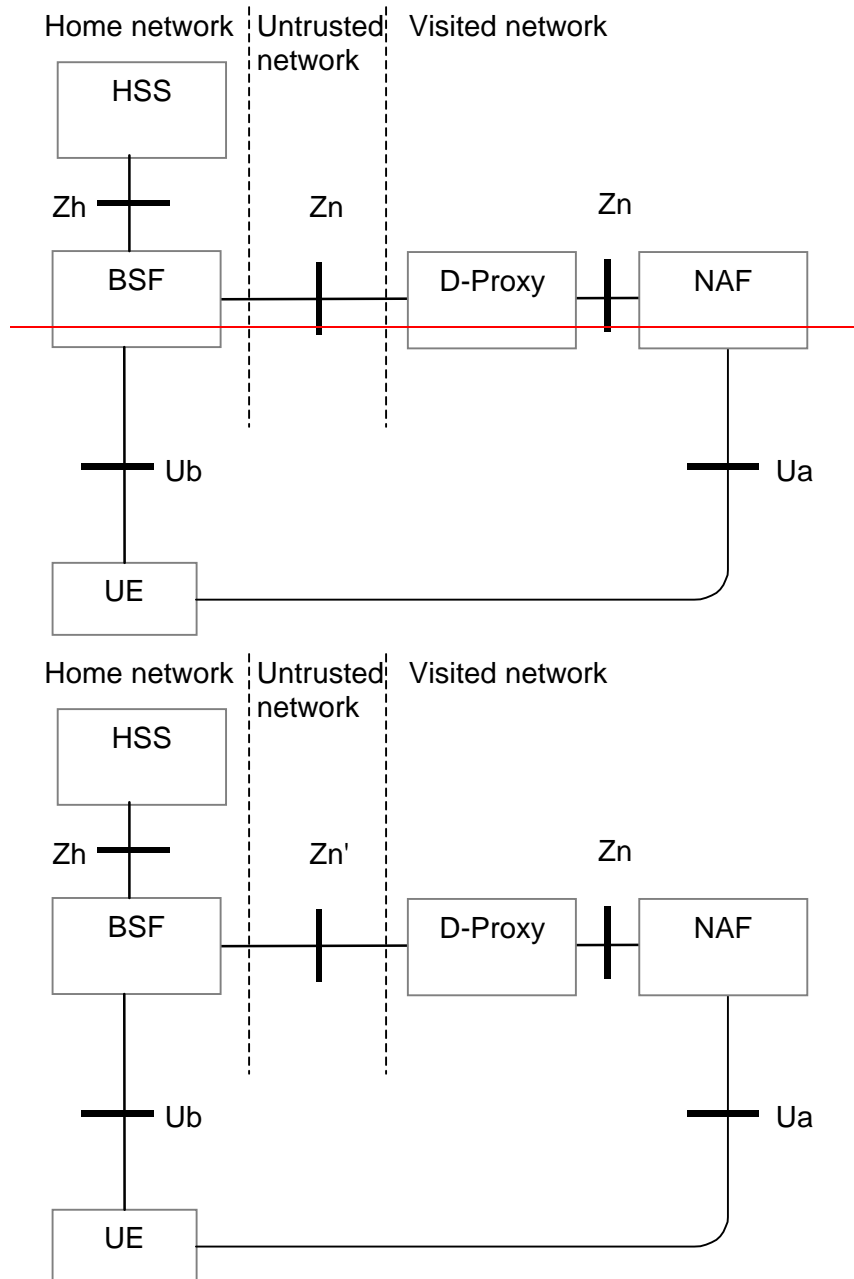 Home network
Untrusted
network
Visited network
HSS
Zh
Zn
Zn
BSF
D-Proxy
NAF
Ub
Ua
UE
Home network
Untrusted
network
Visited network
HSS
Zh
Zn'
Zn
BSF
D-Proxy
NAF
Ub
Ua
UE